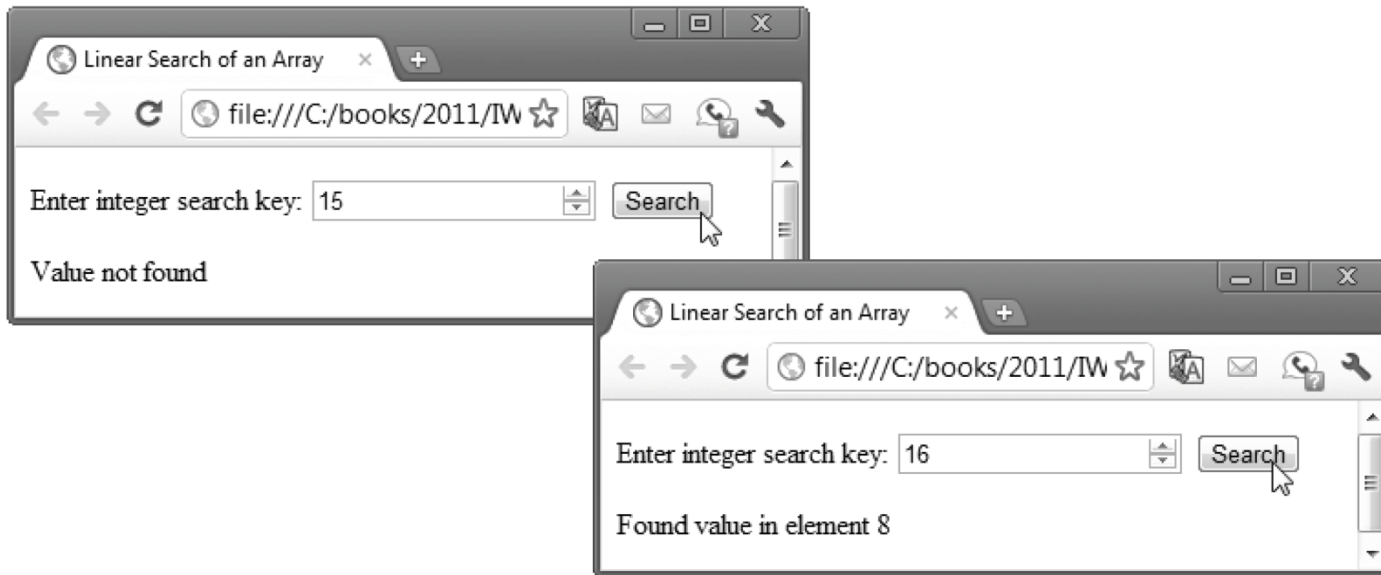 Linear Search of an Array
file:///C:/books/2011/IW
Enter integer search key: 15 Search
Value not found
Linear Search of an Array
file:///C:/books/2011/IW
Enter integer search key: 16 Search
Found value in element 8